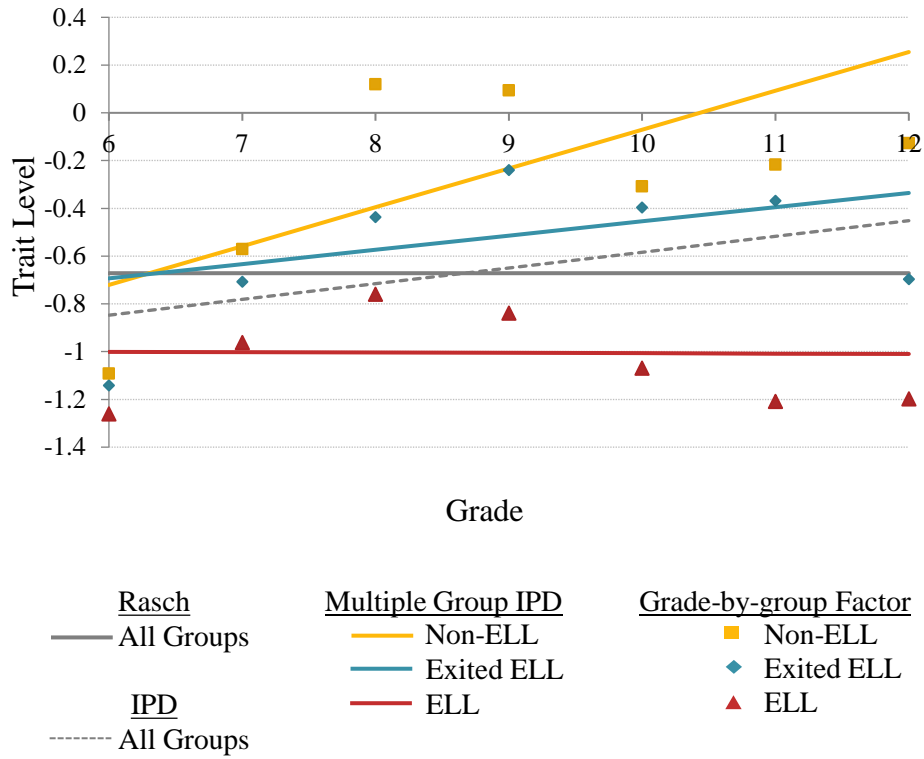 0.4
0.2
0
-0.2
-0.4
-0.6
-0.8
-1
-1.2
-1.4
Trait Level
6 7 8 9 10 11 12
Grade
Rasch
All Groups
IPD
All Groups
Multiple Group IPD
Non-ELL
Exited ELL
ELL
Grade-by-group Factor
Non-ELL
Exited ELL
ELL